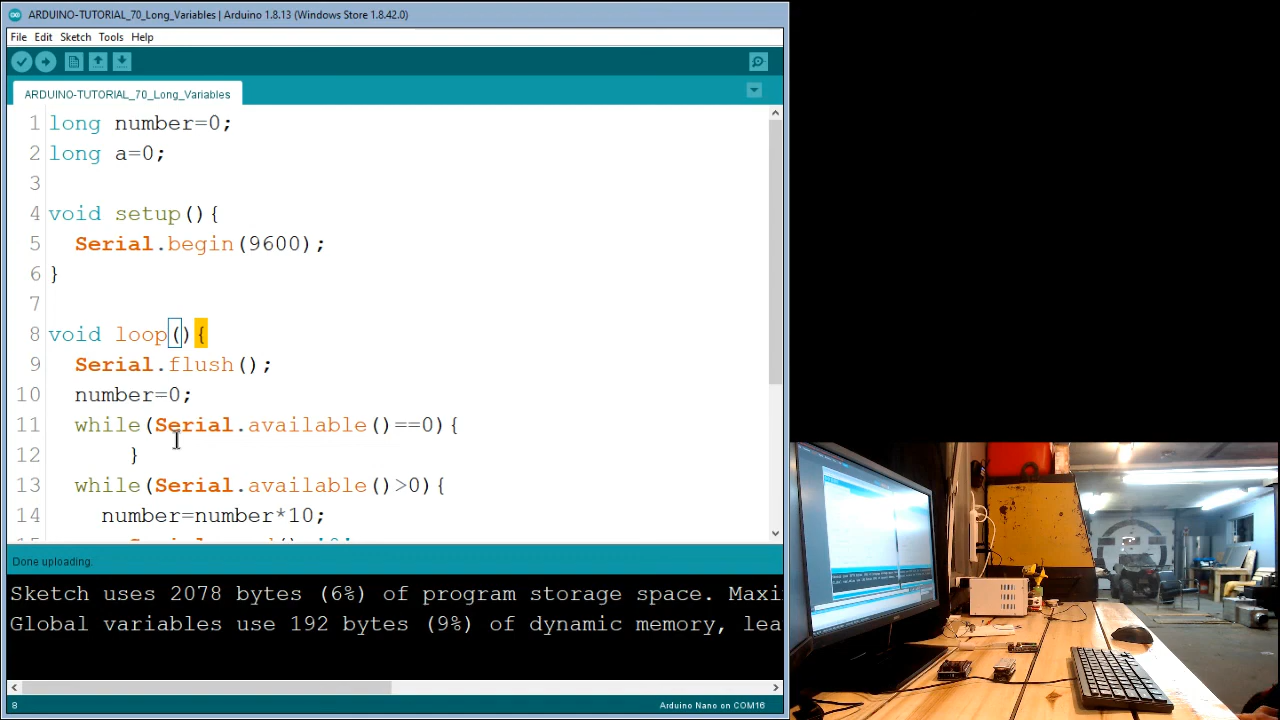 ARDUINO-TUTORIAL_70_Long_Variables | Arduino 1.8.13 (Windows Store 1.8.42.0)
File Edit Sketch Tools Help
ARDUINO-TUTORIAL_70_Long_Variables
1 long number=0;
2 long a=0;
3
4 void setup(){
5 Serial.begin(9600);
6 }
7
8 void loop(){
9 Serial.flush();
10 number=0;
11 while(Serial.available()==0){
12 }
13 while(Serial.available()>0){
14 number=number*10;
Done uploading.
Sketch uses 2078 bytes (6%) of program storage space. Maxi
Global variables use 192 bytes (9%) of dynamic memory, lea
8 Arduino Nano on COM16